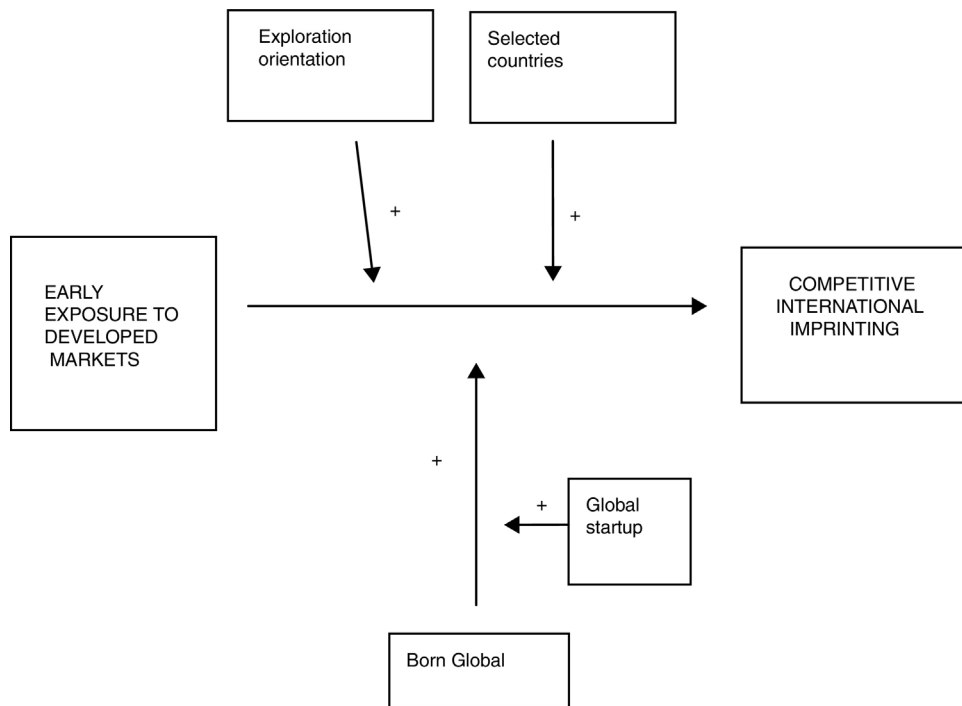 Exploration
orientation
Selected
countries
+
+
EARLY
EXPOSURE TO
DEVELOPED
MARKETS
COMPETITIVE
INTERNATIONAL
IMPRINTING
+
+
Global
startup
Born Global